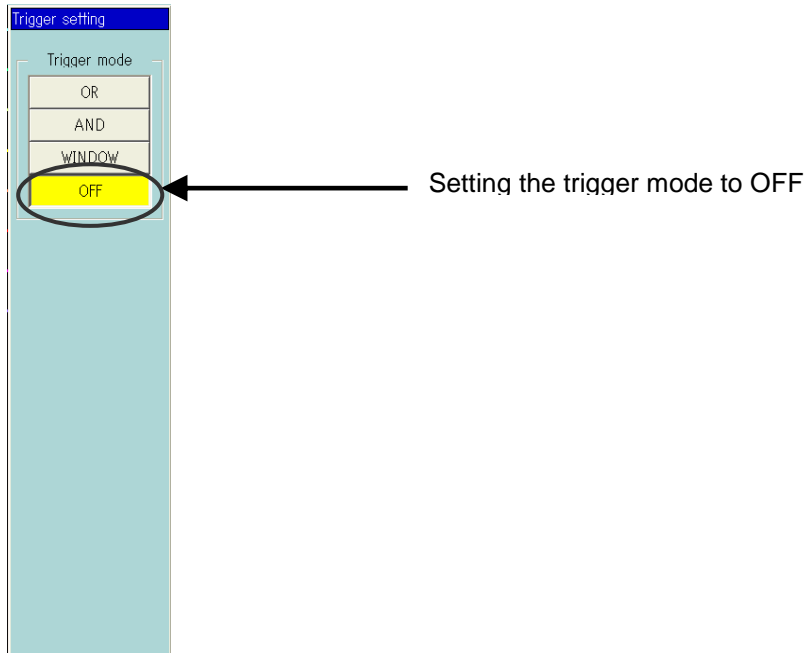 Trigger setting
Trigger mode
OR
AND
WINDOW
OFF
Setting the trigger mode to OFF